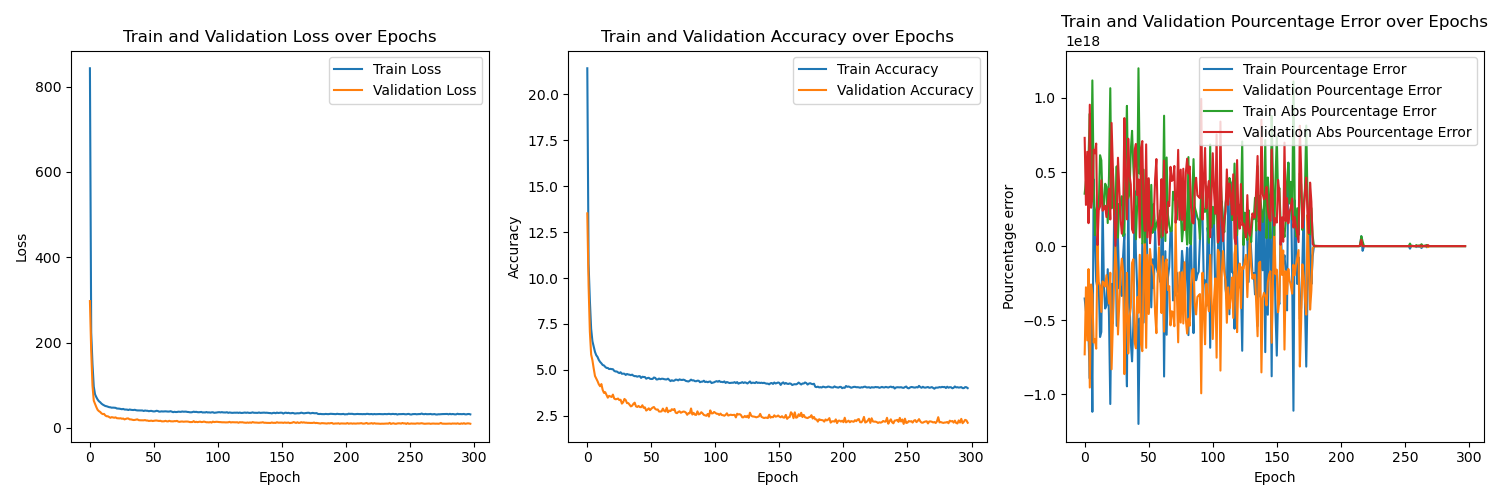 Train and Validation Loss over Epochs
Loss
800
600
400
200
0
Train Loss
Validation Loss
0 50 100 150 200 250 300
Epoch
Train and Validation Accuracy over Epochs
Accuracy
20.0
17.5
15.0
12.5
10.0
7.5
5.0
2.5
Train Accuracy
Validation Accuracy
0 50 100 150 200 250 300
Epoch
Train and Validation Pourcentage Error over Epochs
1e18
Pourcentage error
1.0
0.5
0.0
−0.5
−1.0
Train Pourcentage Error
Validation Pourcentage Error
Train Abs Pourcentage Error
Validation Abs Pourcentage Error
0 50 100 150 200 250 300
Epoch